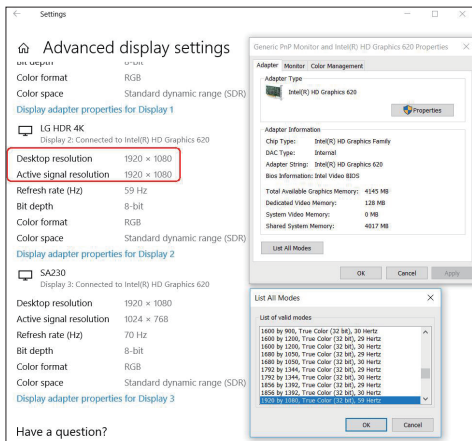 Settings
Advanced display settings
Bit depth 8-bit
Color format RGB
Color space Standard dynamic range (SDR)
Display adapter properties for Display 1
LG HDR 4K
Display 2: Connected to Intel(R) HD Graphics 620
Desktop resolution 1920 × 1080
Active signal resolution 1920 × 1080
Refresh rate (Hz) 59 Hz
Bit depth 8-bit
Color format RGB
Color space Standard dynamic range (SDR)
Display adapter properties for Display 2
SA230
Display 3: Connected to Intel(R) HD Graphics 620
Desktop resolution 1920 × 1080
Active signal resolution 1024 × 768
Refresh rate (Hz) 70 Hz
Bit depth 8-bit
Color format RGB
Color space Standard dynamic range (SDR)
Display adapter properties for Display 3
Have a question?
Generic PnP Monitor and Intel(R) HD Graphics 620 Properties
Adapter Monitor Color Management
Adapter Type
Intel(R) HD Graphics 620
Properties
Adapter Information
Chip Type: Intel(R) HD Graphics Family
DAC Type: Internal
Adapter String: Intel(R) HD Graphics 620
Bios Information: Intel Video BIOS
Total Available Graphics Memory: 4145 MB
Dedicated Video Memory: 128 MB
System Video Memory: 0 MB
Shared System Memory: 4017 MB
List All Modes
OK Cancel Apply
List All Modes
List of valid modes
1600 by 900, True Color (32 bit), 30 Hertz
1600 by 1200, True Color (32 bit), 29 Hertz
1600 by 1200, True Color (32 bit), 30 Hertz
1680 by 1050, True Color (32 bit), 29 Hertz
1680 by 1050, True Color (32 bit), 30 Hertz
1792 by 1344, True Color (32 bit), 29 Hertz
1792 by 1344, True Color (32 bit), 30 Hertz
1856 by 1392, True Color (32 bit), 29 Hertz
1856 by 1392, True Color (32 bit), 30 Hertz
1920 by 1080, True Color (32 bit), 59 Hertz
OK Cancel